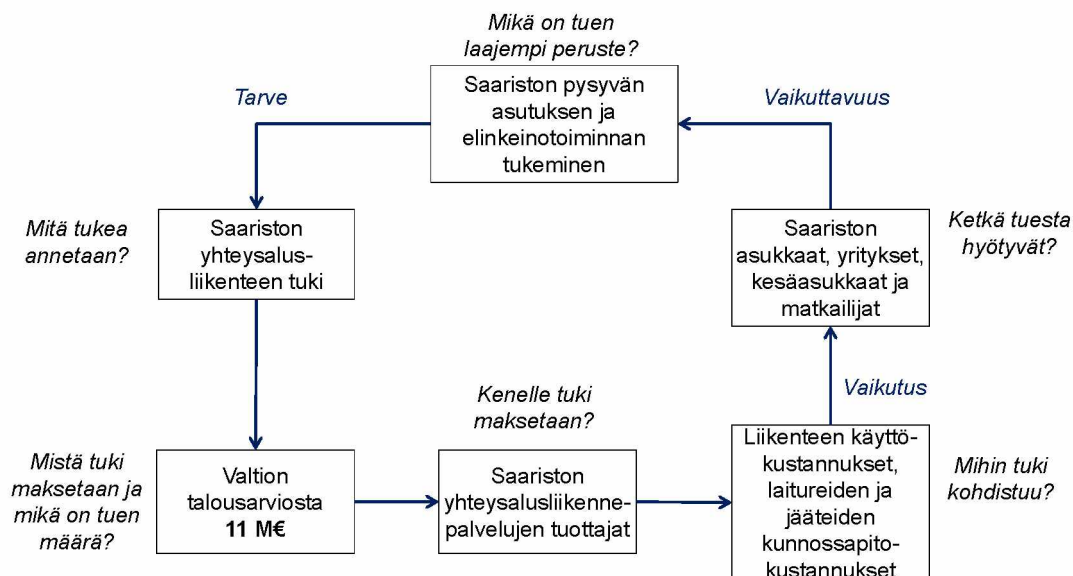 Mikä on tuen
laajempi peruste?
Saariston pysyvän
asutuksen ja
elinkeinotoiminnan
tukeminen
Tarve
Vaikuttavuus
Mitä tukea
annetaan?
Saariston
yhteysalus-
liikenteen tuki
Saariston
asukkaat, yritykset,
kesäasukkaat ja
matkailijat
Ketkä tuesta
hyötyvät?
Vaikutus
Kenelle tuki
maksetaan?
Mistä tuki
maksetaan ja
mikä on tuen
määrä?
Valtion
talousarviosta
11 M€
Saariston
yhteysalusliikenne-
palvelujen tuottajat
Liikenteen käyttö-
kustannukset,
laitureiden ja
jääteiden
kunnossapito-
kustannukset
Mihin tuki
kohdistuu?